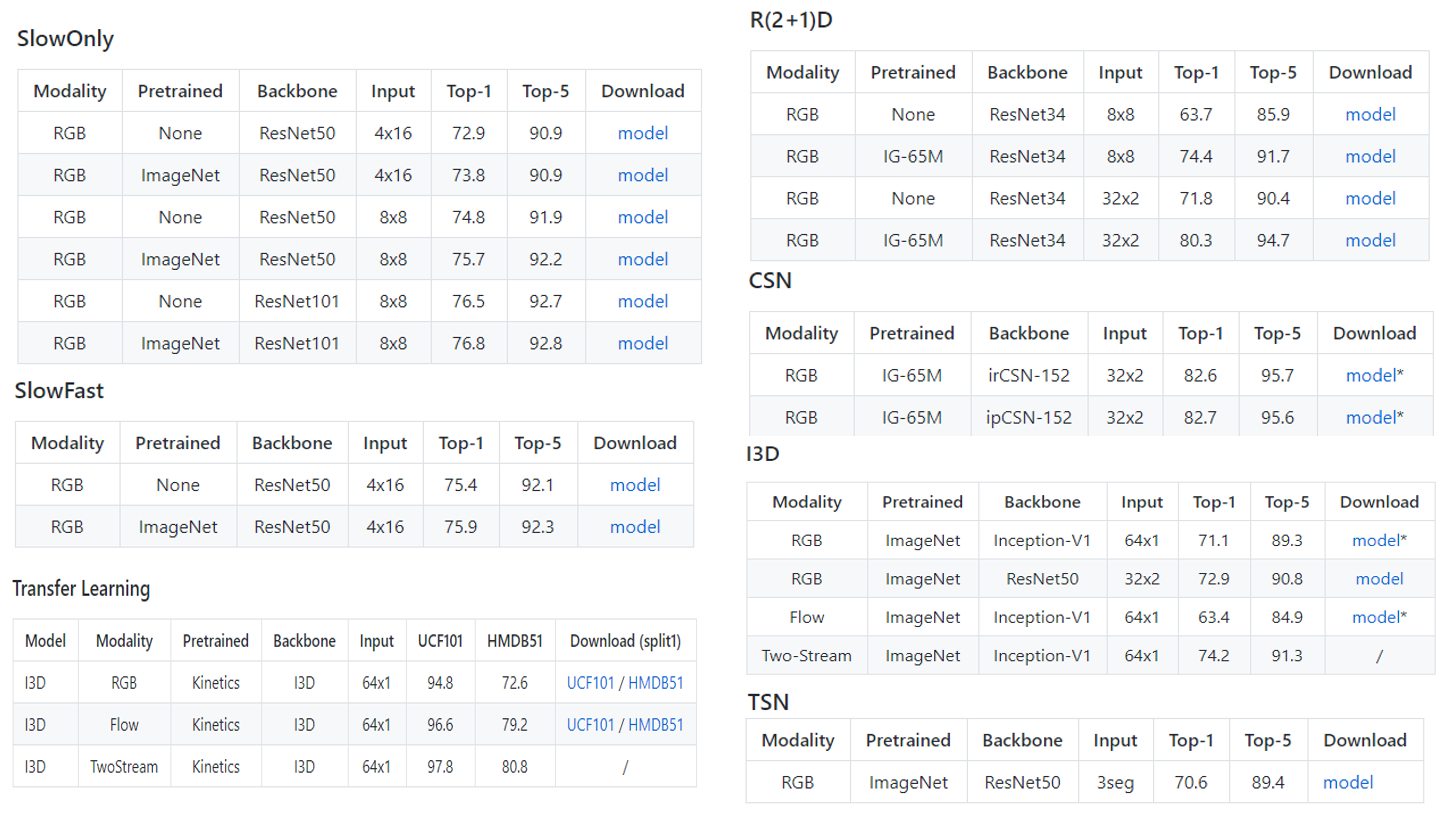 SlowOnly
Modality Pretrained Backbone Input Top-1 Top-5 Download
RGB None ResNet50 4x16 72.9 90.9 model
RGB ImageNet ResNet50 4x16 73.8 90.9 model
RGB None ResNet50 8x8 74.8 91.9 model
RGB ImageNet ResNet50 8x8 75.7 92.2 model
RGB None ResNet101 8x8 76.5 92.7 model
RGB ImageNet ResNet101 8x8 76.8 92.8 model
SlowFast
Modality Pretrained Backbone Input Top-1 Top-5 Download
RGB None ResNet50 4x16 75.4 92.1 model
RGB ImageNet ResNet50 4x16 75.9 92.3 model
Transfer Learning
Model Modality Pretrained Backbone Input UCF101 HMDB51 Download (split1)
I3D RGB Kinetics I3D 64x1 94.8 72.6 UCF101 / HMDB51
I3D Flow Kinetics I3D 64x1 96.6 79.2 UCF101 / HMDB51
I3D TwoStream Kinetics I3D 64x1 97.8 80.8 /
R(2+1)D
Modality Pretrained Backbone Input Top-1 Top-5 Download
RGB None ResNet34 8x8 63.7 85.9 model
RGB IG-65M ResNet34 8x8 74.4 91.7 model
RGB None ResNet34 32x2 71.8 90.4 model
RGB IG-65M ResNet34 32x2 80.3 94.7 model
CSN
Modality Pretrained Backbone Input Top-1 Top-5 Download
RGB IG-65M irCSN-152 32x2 82.6 95.7 model*
RGB IG-65M ipCSN-152 32x2 82.7 95.6 model*
I3D
Modality Pretrained Backbone Input Top-1 Top-5 Download
RGB ImageNet Inception-V1 64x1 71.1 89.3 model*
RGB ImageNet ResNet50 32x2 72.9 90.8 model
Flow ImageNet Inception-V1 64x1 63.4 84.9 model*
Two-Stream ImageNet Inception-V1 64x1 74.2 91.3 /
TSN
Modality Pretrained Backbone Input Top-1 Top-5 Download
RGB ImageNet ResNet50 3seg 70.6 89.4 model